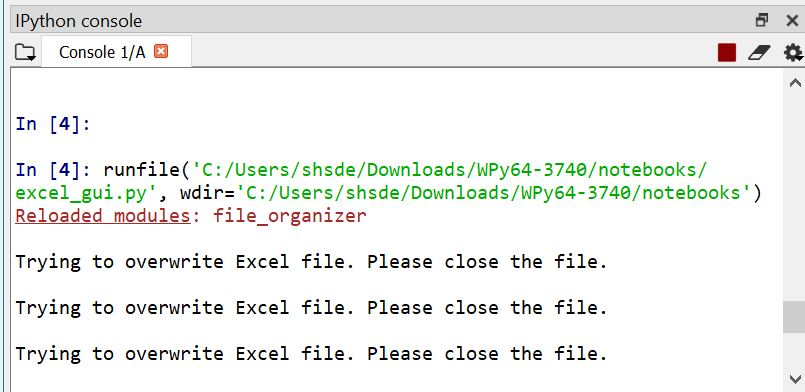 IPython console
Console 1/A
In [4]:
In [4]: runfile('C:/Users/shsde/Downloads/WPy64-3740/notebooks/
excel_gui.py', wdir='C:/Users/shsde/Downloads/WPy64-3740/notebooks')
Reloaded modules: file_organizer
Trying to overwrite Excel file. Please close the file.
Trying to overwrite Excel file. Please close the file.
Trying to overwrite Excel file. Please close the file.